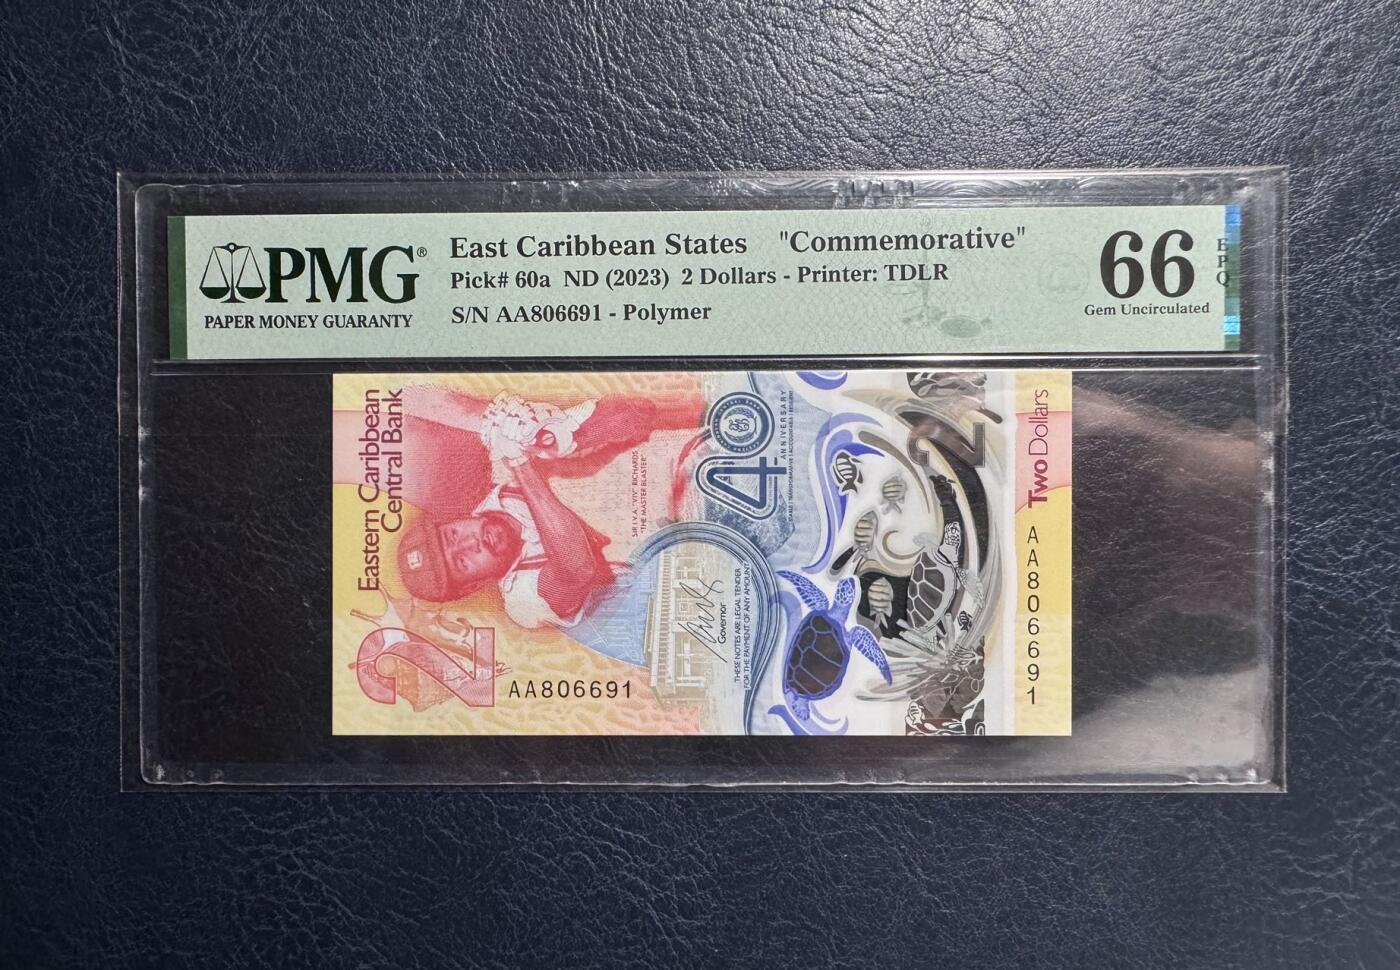 PMG®
PAPER MONEY GUARANTY
East Caribbean States "Commemorative"
Pick# 60a ND (2023) 2 Dollars - Printer: TDLR
S/N AA806691 - Polymer
66
Gem Uncirculated
EPQ
Eastern Caribbean
Central Bank
2
AA806691
SIR I.V.A. "VIV" RICHARDS
"THE MASTER BLASTER"
40
ANNIVERSARY
Governor
THESE NOTES ARE LEGAL TENDER
FOR THE PAYMENT OF ANY AMOUNT
2
Two Dollars
AA806691